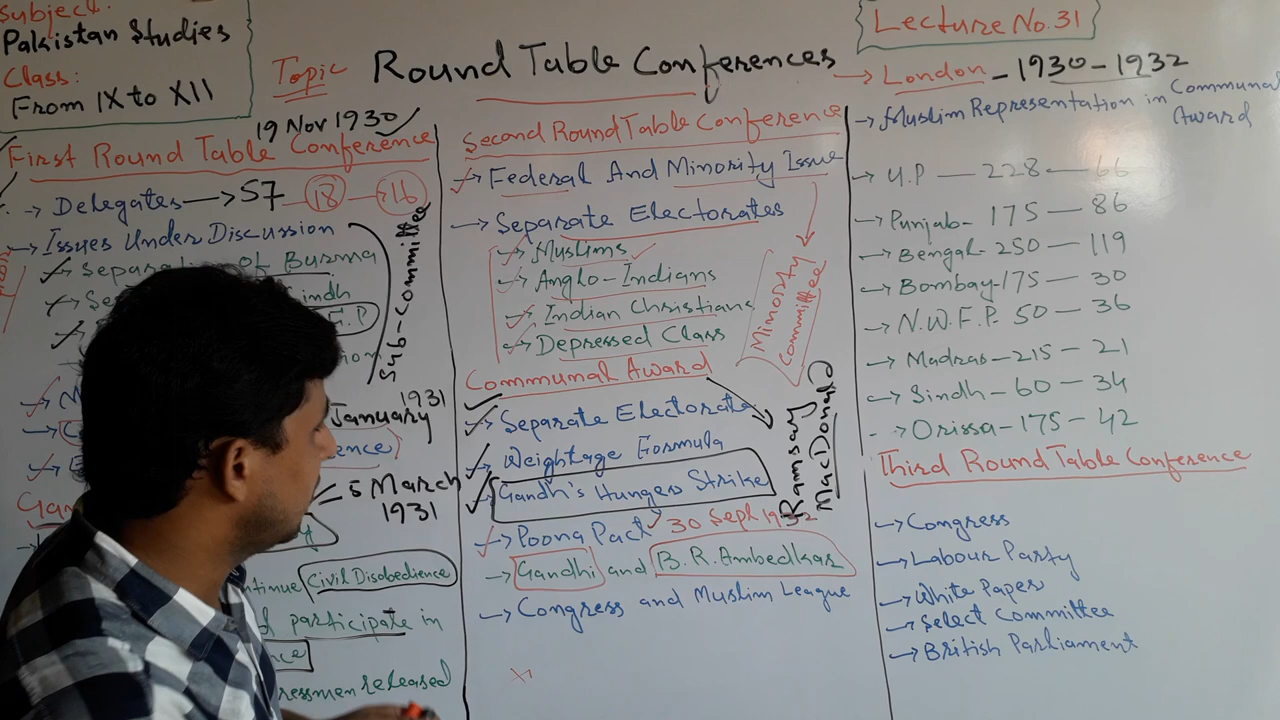 Subject:
Pakistan Studies
Class:
From IX to XII
Topic Round Table Conferences
Lecture No.31
→ London - 1930 - 1932
19 Nov 1930
First Round Table Conference
→ Delegates → 57 18 - 16
→ Issues Under Discussion
Separation of Burma
indh
F.P
Sub-Committee
1931
January
ence)
5 March
1931
ntinue Civil Disobedience
d participate in
nce
ressmen released
Second Round Table Conference
→ Federal And Minority Issue
→ Separate Electorates
→ Muslims
→ Anglo-Indians
→ Indian Christians
→ Depressed Class
Minority Committee
Communal Award
Ramsay MacDonald
→ Separate Electorate
→ Weightage Formula
→ Gandhi's Hunger Strike
→ Poona Pact 30 Sept 1932
→ Gandhi and B.R. Ambedkar
→ Congress and Muslim League
→ Muslim Representation in Communal Award
→ U.P - 228 - 66
→ Punjab - 175 - 86
→ Bengal - 250 - 119
→ Bombay - 175 - 30
→ N.W.F.P. 50 - 36
→ Madras - 215 - 21
→ Sindh - 60 - 34
→ Orissa - 175 - 42
Third Round Table Conference
→ Congress
→ Labour Party
→ White Paper
→ Select Committee
→ British Parliament